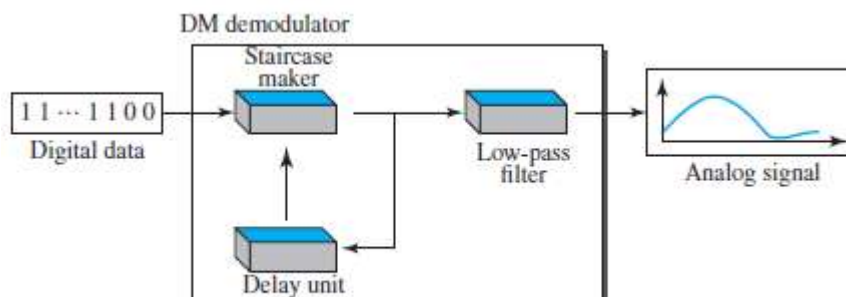 DM demodulator
Staircase
maker
1 1 ··· 1 1 0 0
Digital data
Low-pass
filter
Analog signal
Delay unit